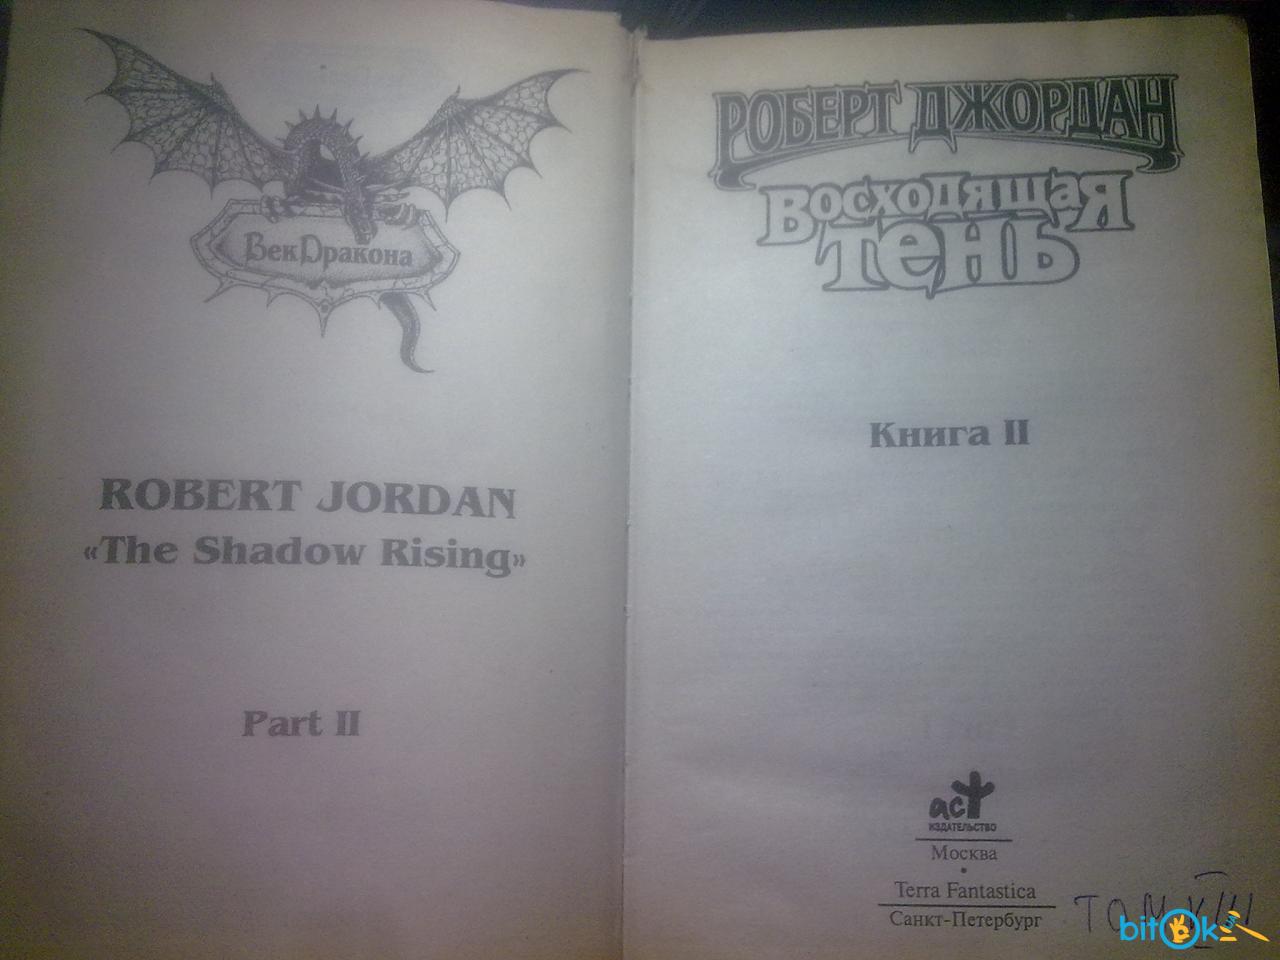 Век Дракона
ROBERT JORDAN
«The Shadow Rising»
Part II
РОБЕРТ ДЖОРДАН
ВОСХОДЯЩАЯ
ТЕНЬ
Книга II
аст
ИЗДАТЕЛЬСТВО
Москва
Terra Fantastica
Санкт-Петербург
ТОМ
bitOk